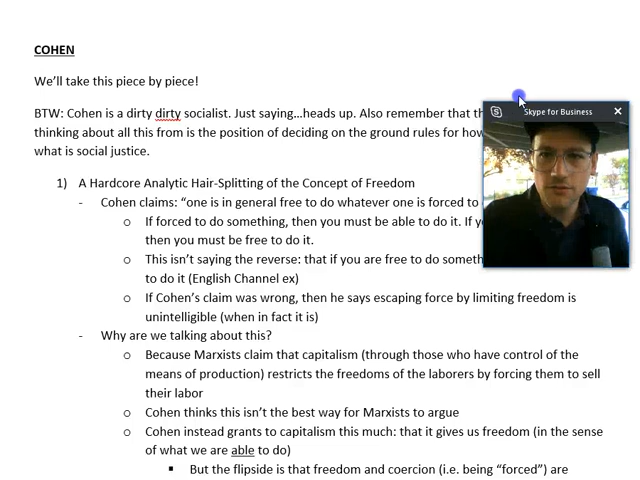 COHEN
We'll take this piece by piece!
BTW: Cohen is a dirty dirty socialist. Just saying…heads up. Also remember that
thinking about all this from is the position of deciding on the ground rules for
what is social justice.
Skype for Business
1) A Hardcore Analytic Hair-Splitting of the Concept of Freedom
- Cohen claims: "one is in general free to do whatever one is forced to
o If forced to do something, then you must be able to do it. If
then you must be free to do it.
o This isn't saying the reverse: that if you are free to do
to do it (English Channel ex)
o If Cohen's claim was wrong, then he says escaping force by limiting freedom is
unintelligible (when in fact it is)
- Why are we talking about this?
o Because Marxists claim that capitalism (through those who have control of the
means of production) restricts the freedoms of the laborers by forcing them to sell
their labor
o Cohen thinks this isn't the best way for Marxists to argue
o Cohen instead grants to capitalism this much: that it gives us freedom (in the sense
of what we are able to do)
▪ But the flipside is that freedom and coercion (i.e. being "forced") are